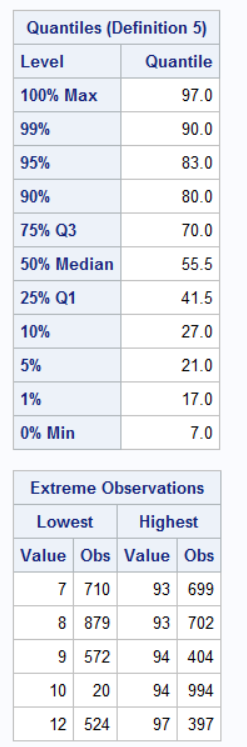 Quantiles (Definition 5)
Level Quantile
100% Max 97.0
99% 90.0
95% 83.0
90% 80.0
75% Q3 70.0
50% Median 55.5
25% Q1 41.5
10% 27.0
5% 21.0
1% 17.0
0% Min 7.0
Extreme Observations
Lowest Highest
Value Obs Value Obs
7 710 93 699
8 879 93 702
9 572 94 404
10 20 94 994
12 524 97 397